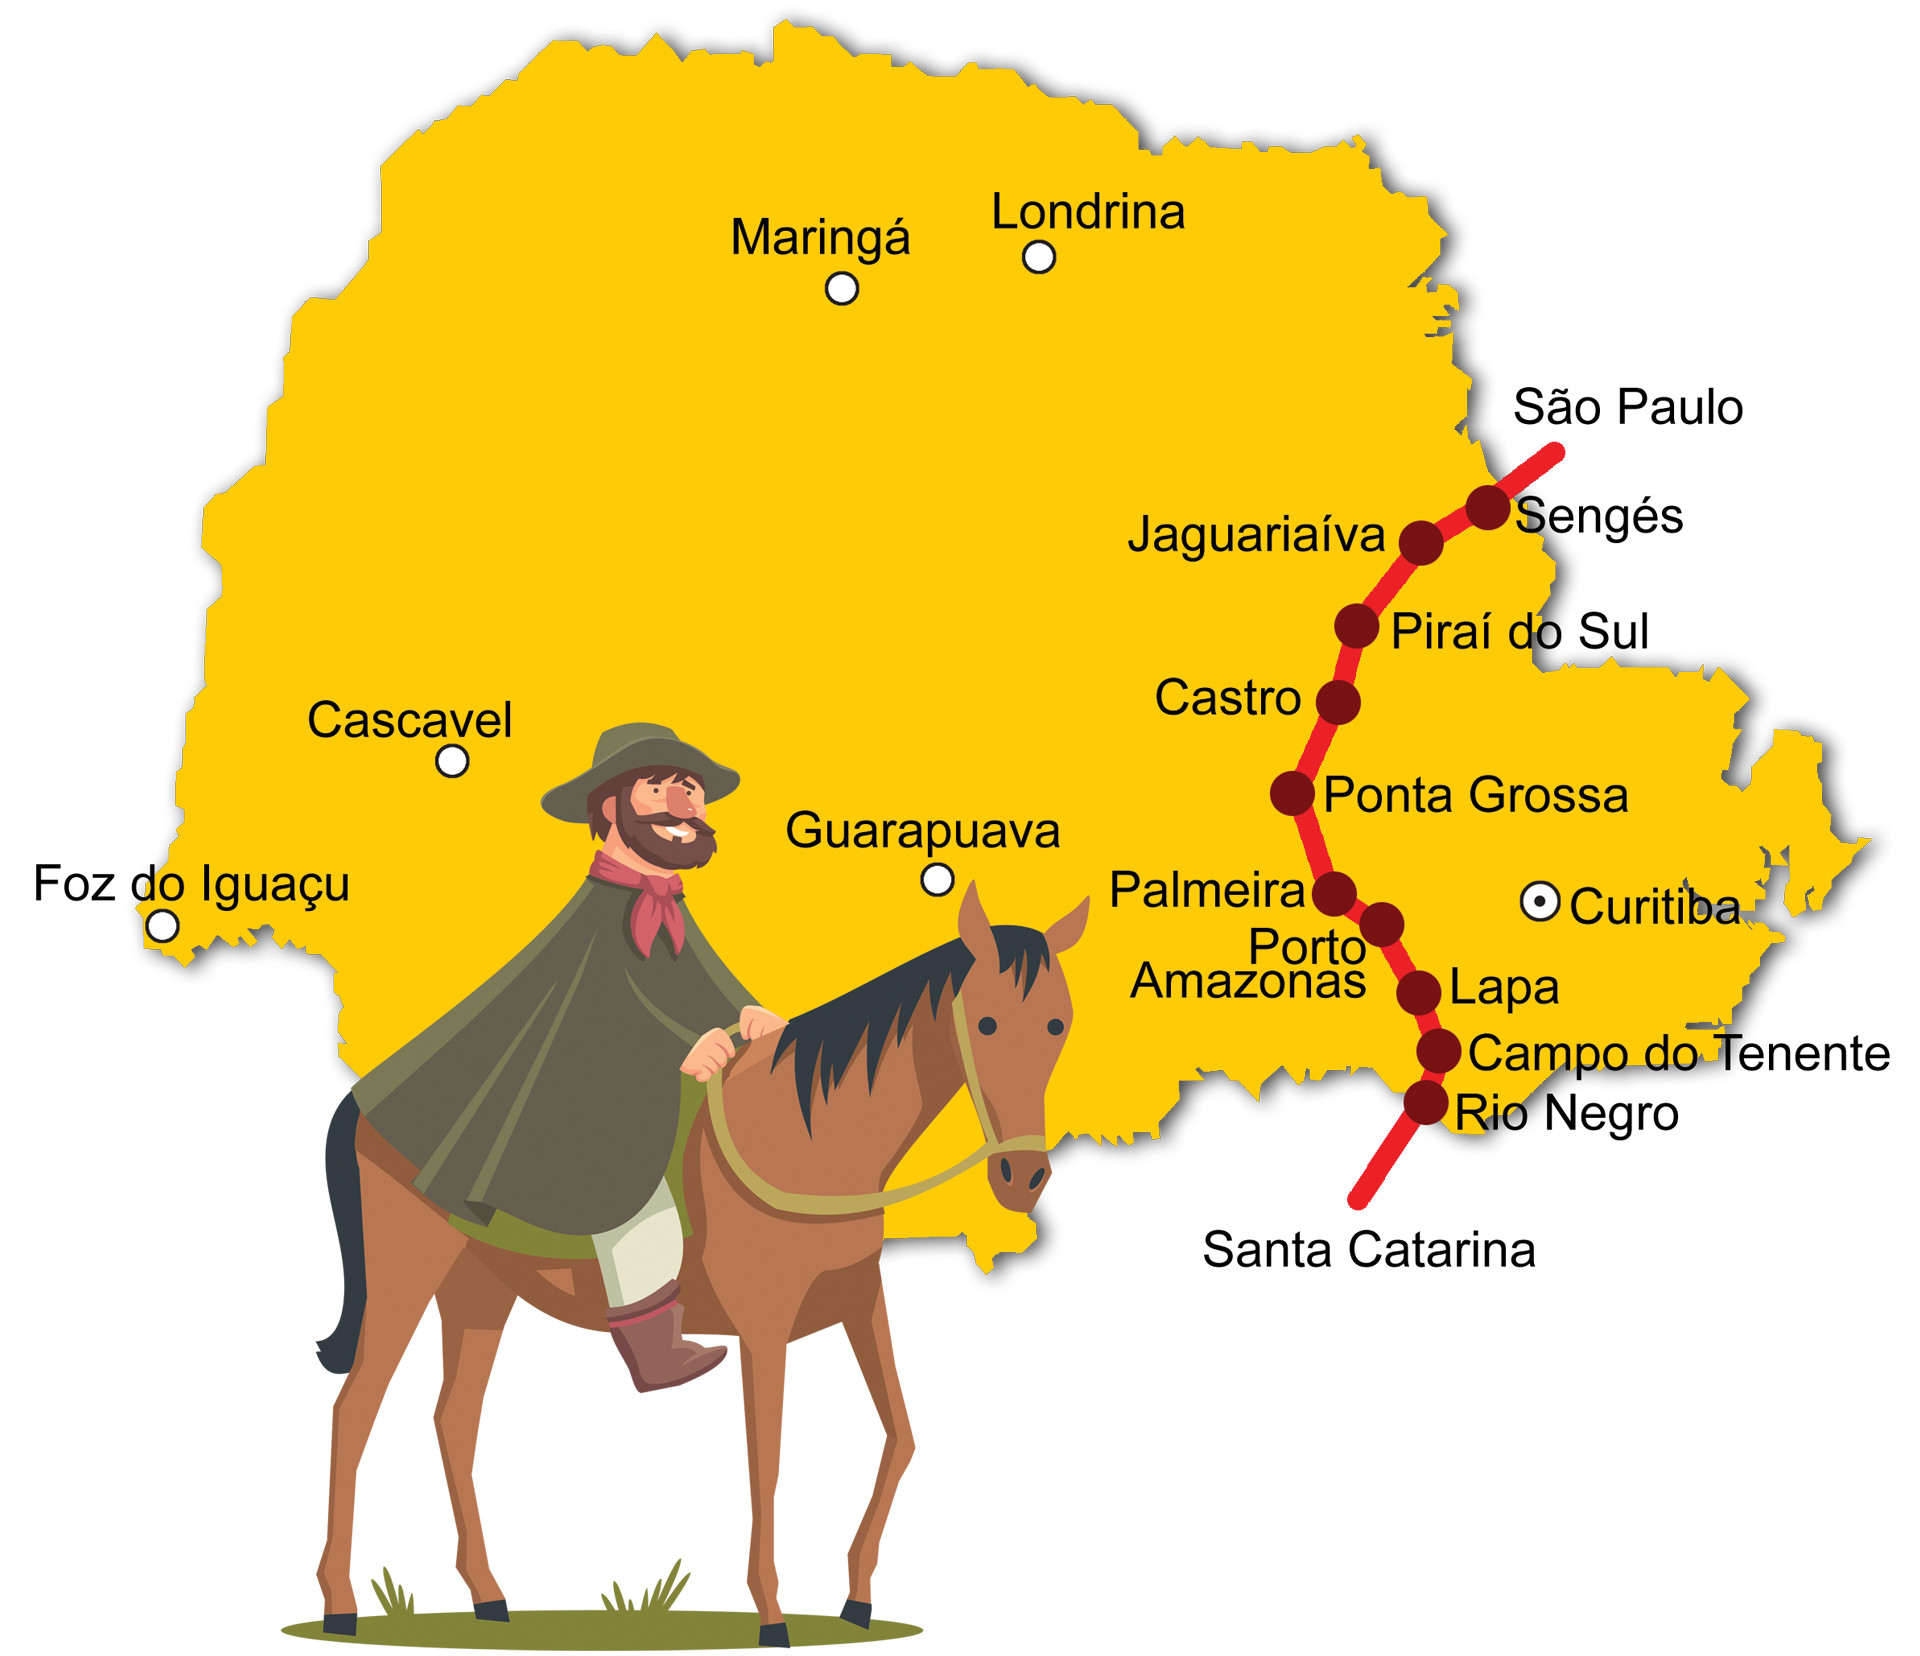 Londrina
Maringá
São Paulo
Sengés
Jaguariaíva
Piraí do Sul
Castro
Cascavel
Ponta Grossa
Guarapuava
Foz do Iguaçu
Palmeira
Curitiba
Porto
Amazonas
Lapa
Campo do Tenente
Rio Negro
Santa Catarina